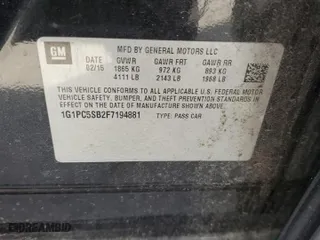 GM
MFD BY GENERAL MOTORS LLC
DATE GVWR GAWR FRT GAWR RR
02/15 1865 KG 972 KG 893 KG
4111 LB 2143 LB 1968 LB
THIS VEHICLE CONFORMS TO ALL APPLICABLE U.S. FEDERAL MOTOR
VEHICLE SAFETY, BUMPER, AND THEFT PREVENTION STANDARDS IN
EFFECT ON THE DATE OF MANUFACTURE SHOWN ABOVE.
1G1PC5SB2F7194881 TYPE: PASS CAR
DREAMBID